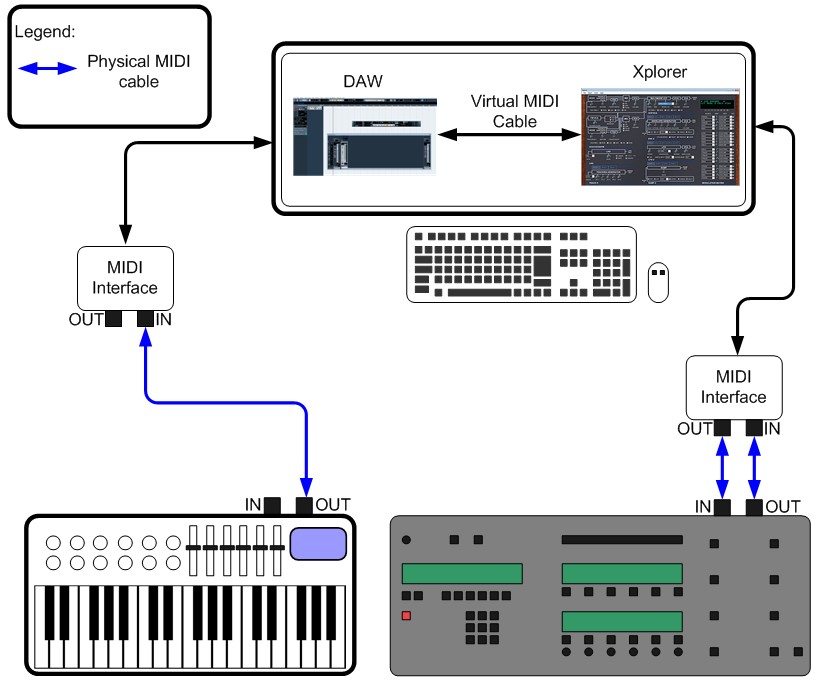 Legend:
Physical MIDI
cable
DAW
Xplorer
Virtual MIDI
Cable
MIDI
Interface
OUT
IN
MIDI
Interface
OUT
IN
IN
OUT
IN
OUT